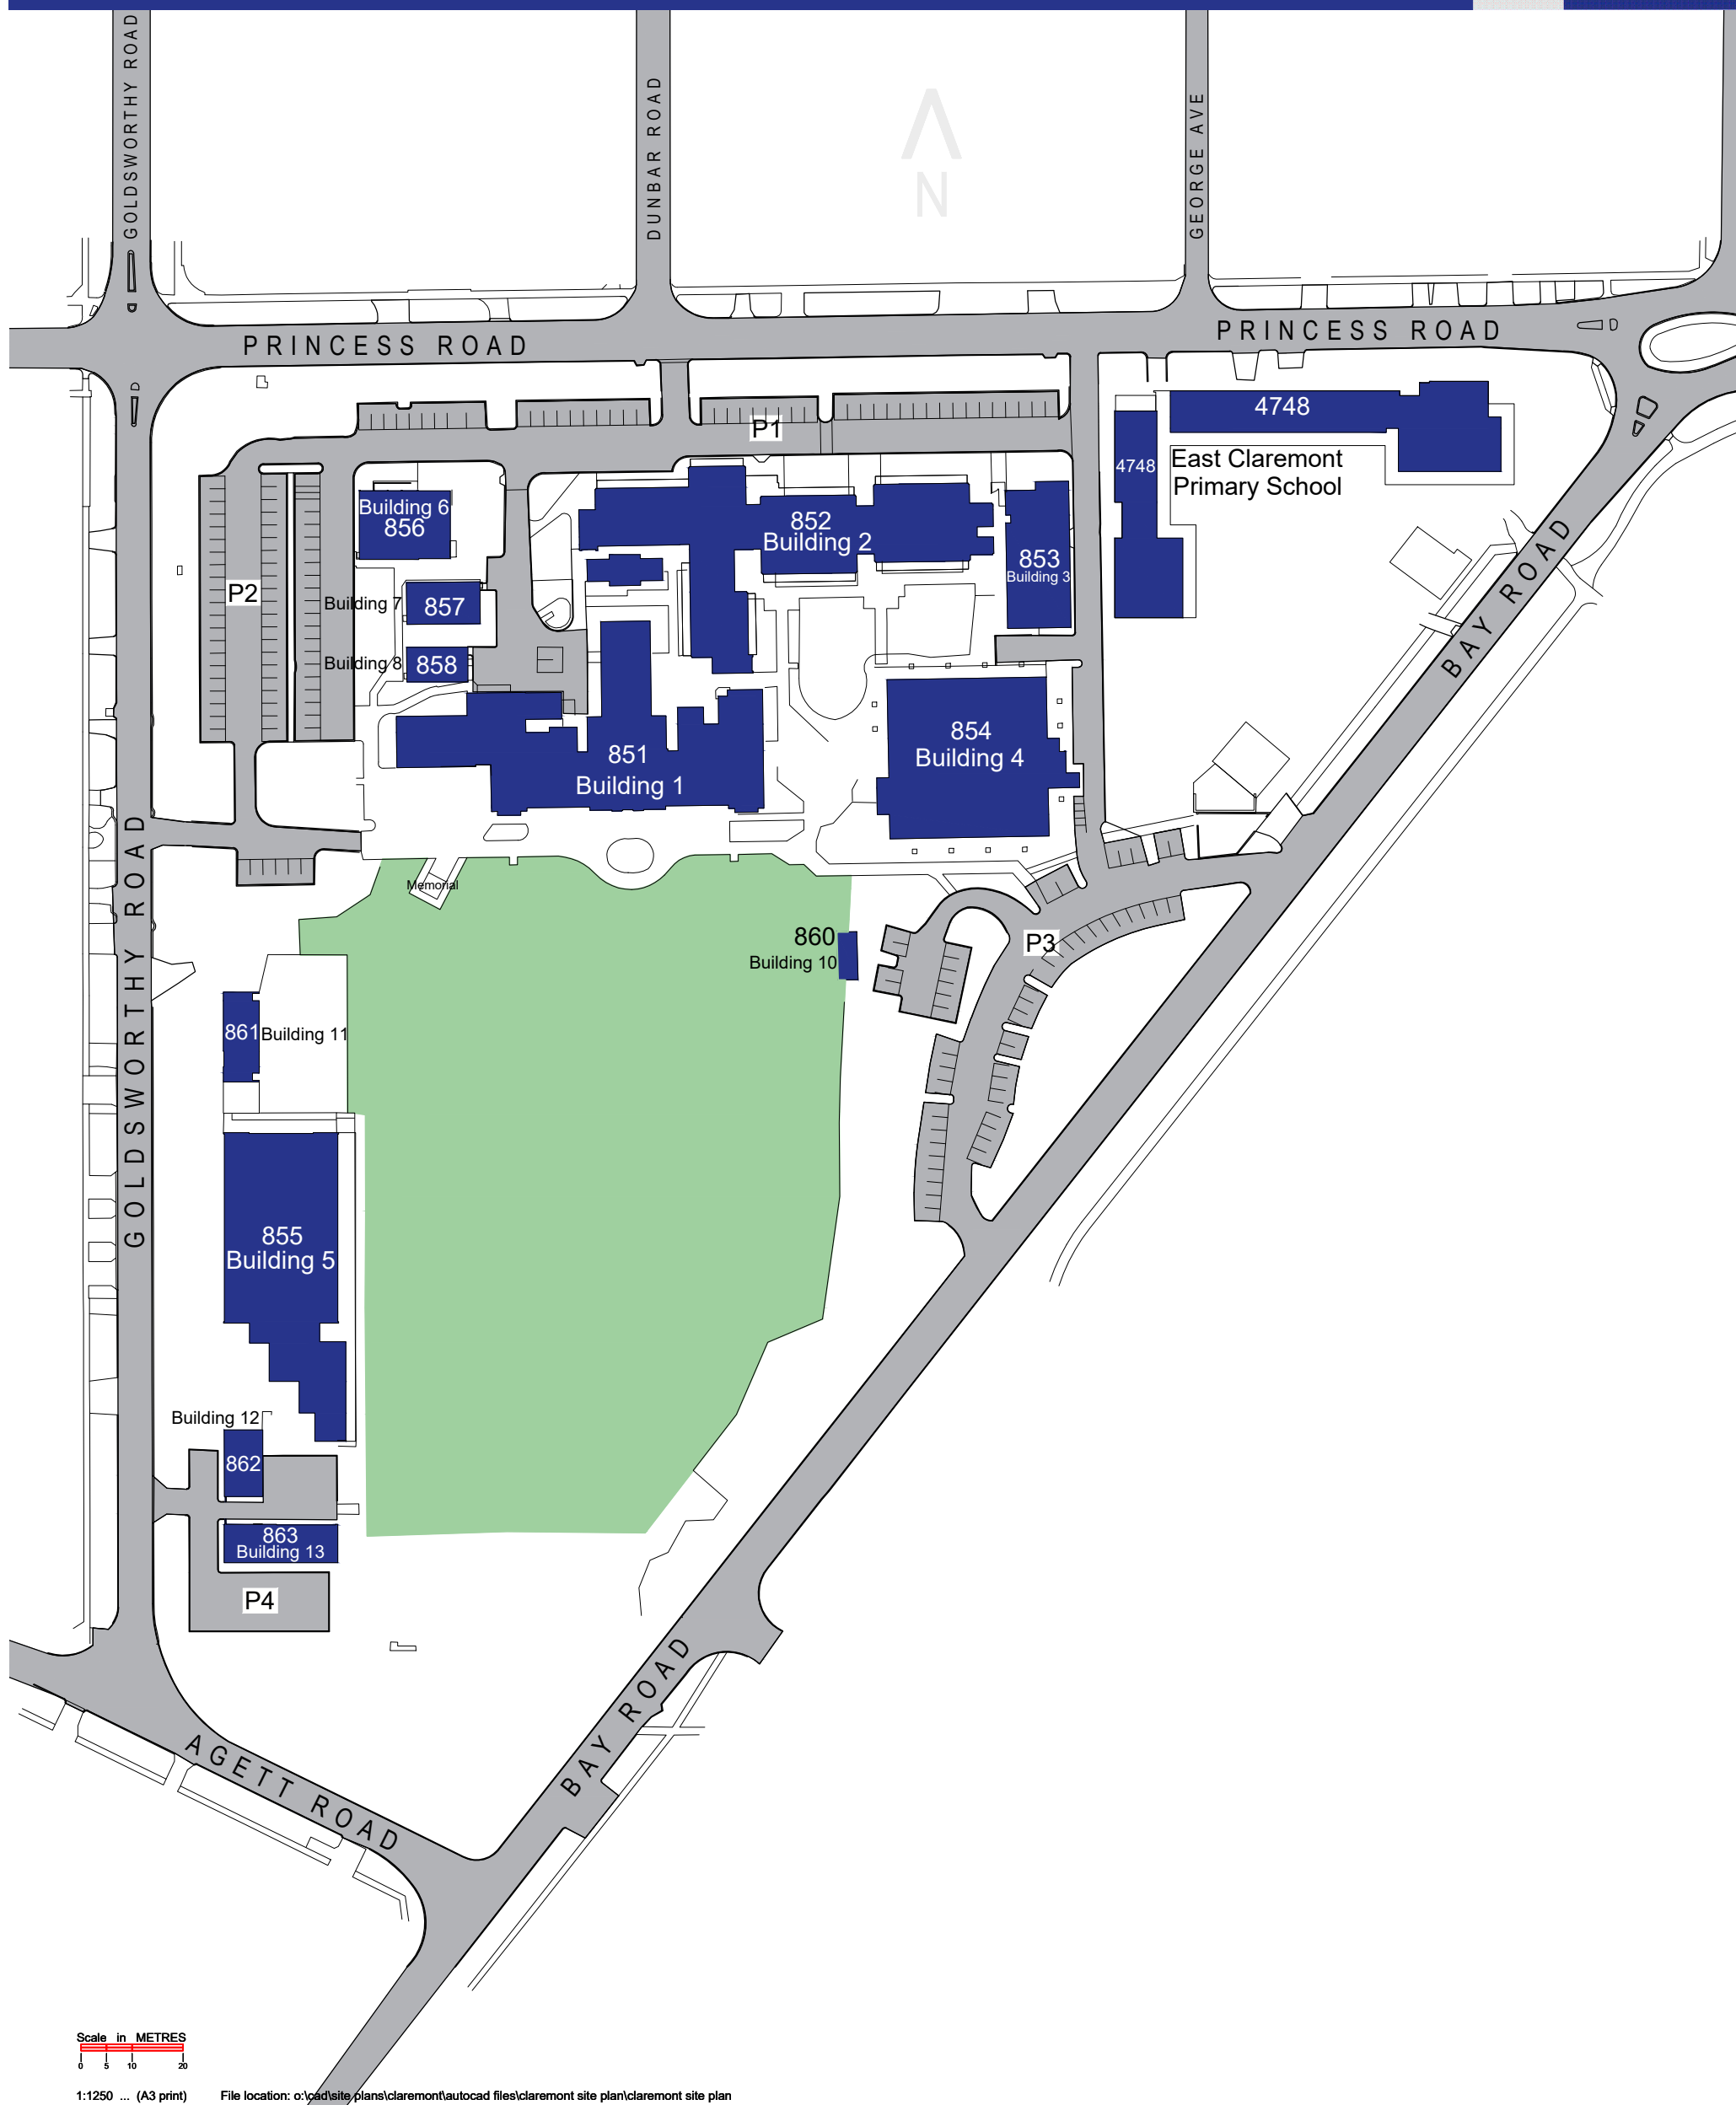 GOLDSWORTHY ROAD
DUNBAR ROAD
N
GEORGE AVE
PRINCESS ROAD
PRINCESS ROAD
P1
4748
4748
East Claremont
Primary School
Building 6
856
852
Building 2
853
Building 3
P2
Building 7
857
Building 8
858
BAY ROAD
851
Building 1
854
Building 4
GOLDSWORTHY ROAD
Memorial
860
Building 10
P3
861
Building 11
855
Building 5
Building 12
862
863
Building 13
P4
BAY ROAD
AGETT ROAD
Scale in METRES
0 5 10 20
1:1250 ... (A3 print) File location: o:\cad\site plans\claremont\autocad files\claremont site plan\claremont site plan